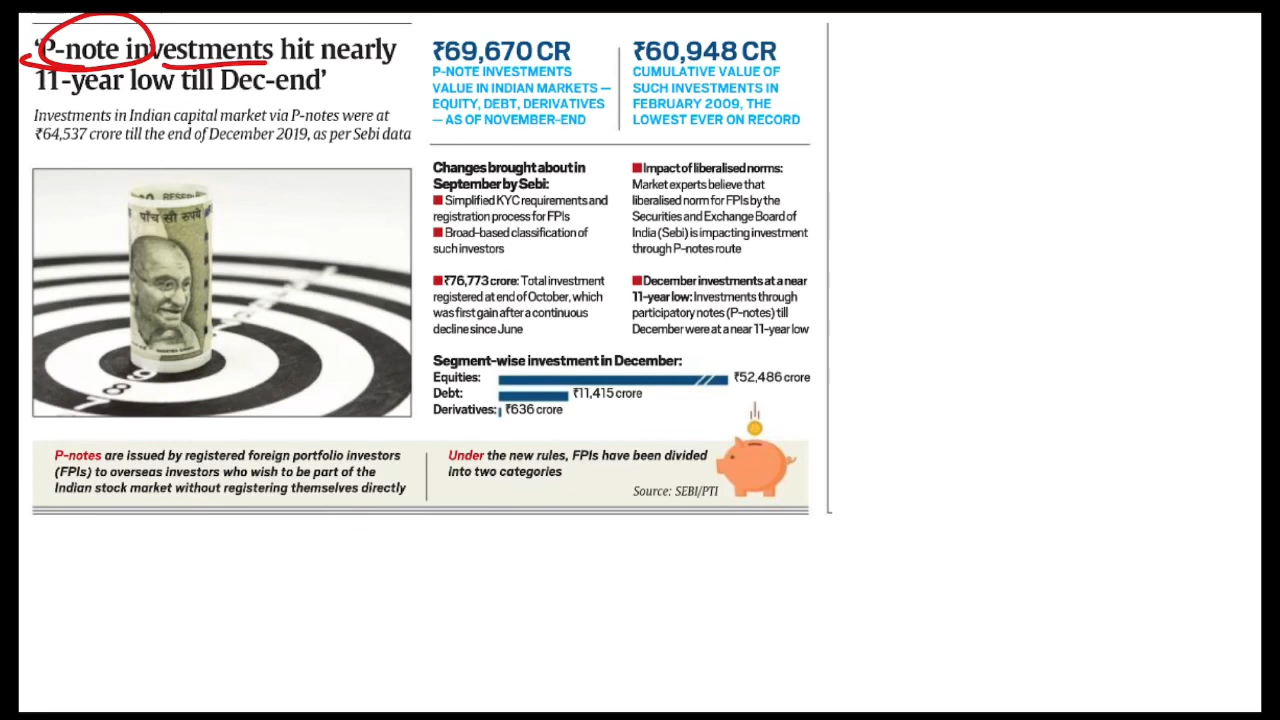 ‘P-note investments hit nearly
11-year low till Dec-end’
Investments in Indian capital market via P-notes were at
₹64,537 crore till the end of December 2019, as per Sebi data
RESERV
पाँच सौ रुपये
₹69,670 CR
P-NOTE INVESTMENTS
VALUE IN INDIAN MARKETS —
EQUITY, DEBT, DERIVATIVES
— AS OF NOVEMBER-END
₹60,948 CR
CUMULATIVE VALUE OF
SUCH INVESTMENTS IN
FEBRUARY 2009, THE
LOWEST EVER ON RECORD
Changes brought about in
September by Sebi:
Simplified KYC requirements and
registration process for FPIs
Broad-based classification of
such investors
₹76,773 crore: Total investment
registered at end of October, which
was first gain after a continuous
decline since June
Impact of liberalised norms:
Market experts believe that
liberalised norm for FPIs by the
Securities and Exchange Board of
India (Sebi) is impacting investment
through P-notes route
December investments at a near
11-year low: Investments through
participatory notes (P-notes) till
December were at a near 11-year low
Segment-wise investment in December:
Equities: ₹52,486 crore
Debt: ₹11,415 crore
Derivatives: ₹636 crore
P-notes are issued by registered foreign portfolio investors
(FPIs) to overseas investors who wish to be part of the
Indian stock market without registering themselves directly
Under the new rules, FPIs have been divided
into two categories
Source: SEBI/PTI